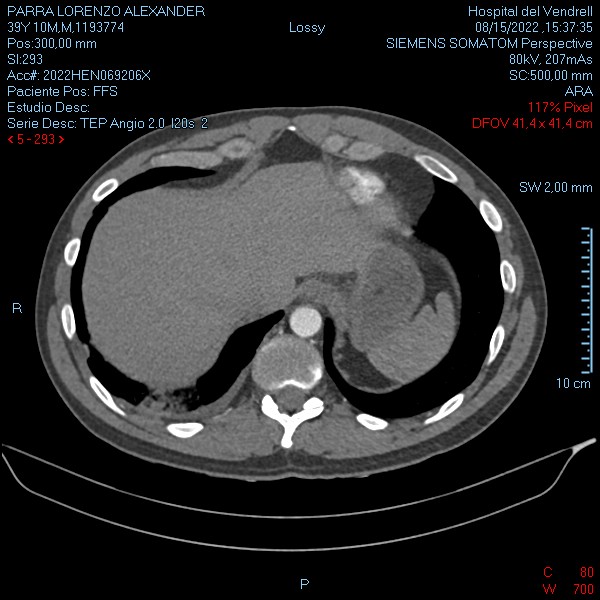 PARRA LORENZO ALEXANDER
39Y 10M,M,1193774
Pos:300,00 mm
SI:293
Acc#: 2022HEN069206X
Paciente Pos: FFS
Estudio Desc:
Serie Desc: TEP Angio 2.0 I20s 2
< 5 - 293 >
Lossy
Hospital del Vendrell
08/15/2022 ,15:37:35
SIEMENS SOMATOM Perspective
80kV, 207mAs
SC:500,00 mm
ARA
117% Pixel
DFOV 41,4 x 41,4 cm
SW 2,00 mm
R
10 cm
P
C 80
W 700